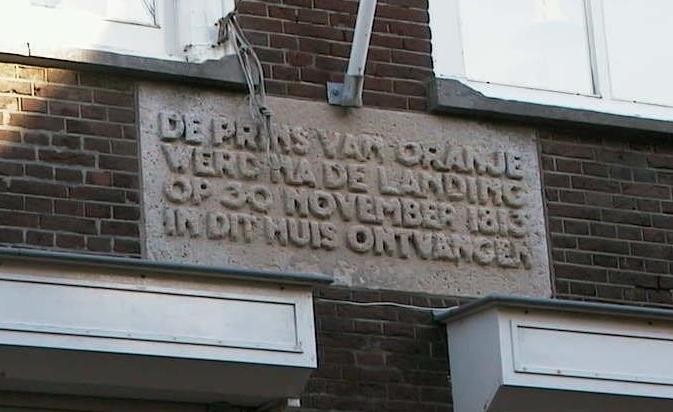 DE PRINS VAN ORANJE
WERD NA DE LANDING
OP 30 NOVEMBER 1813
IN DIT HUIS ONTVANGEN